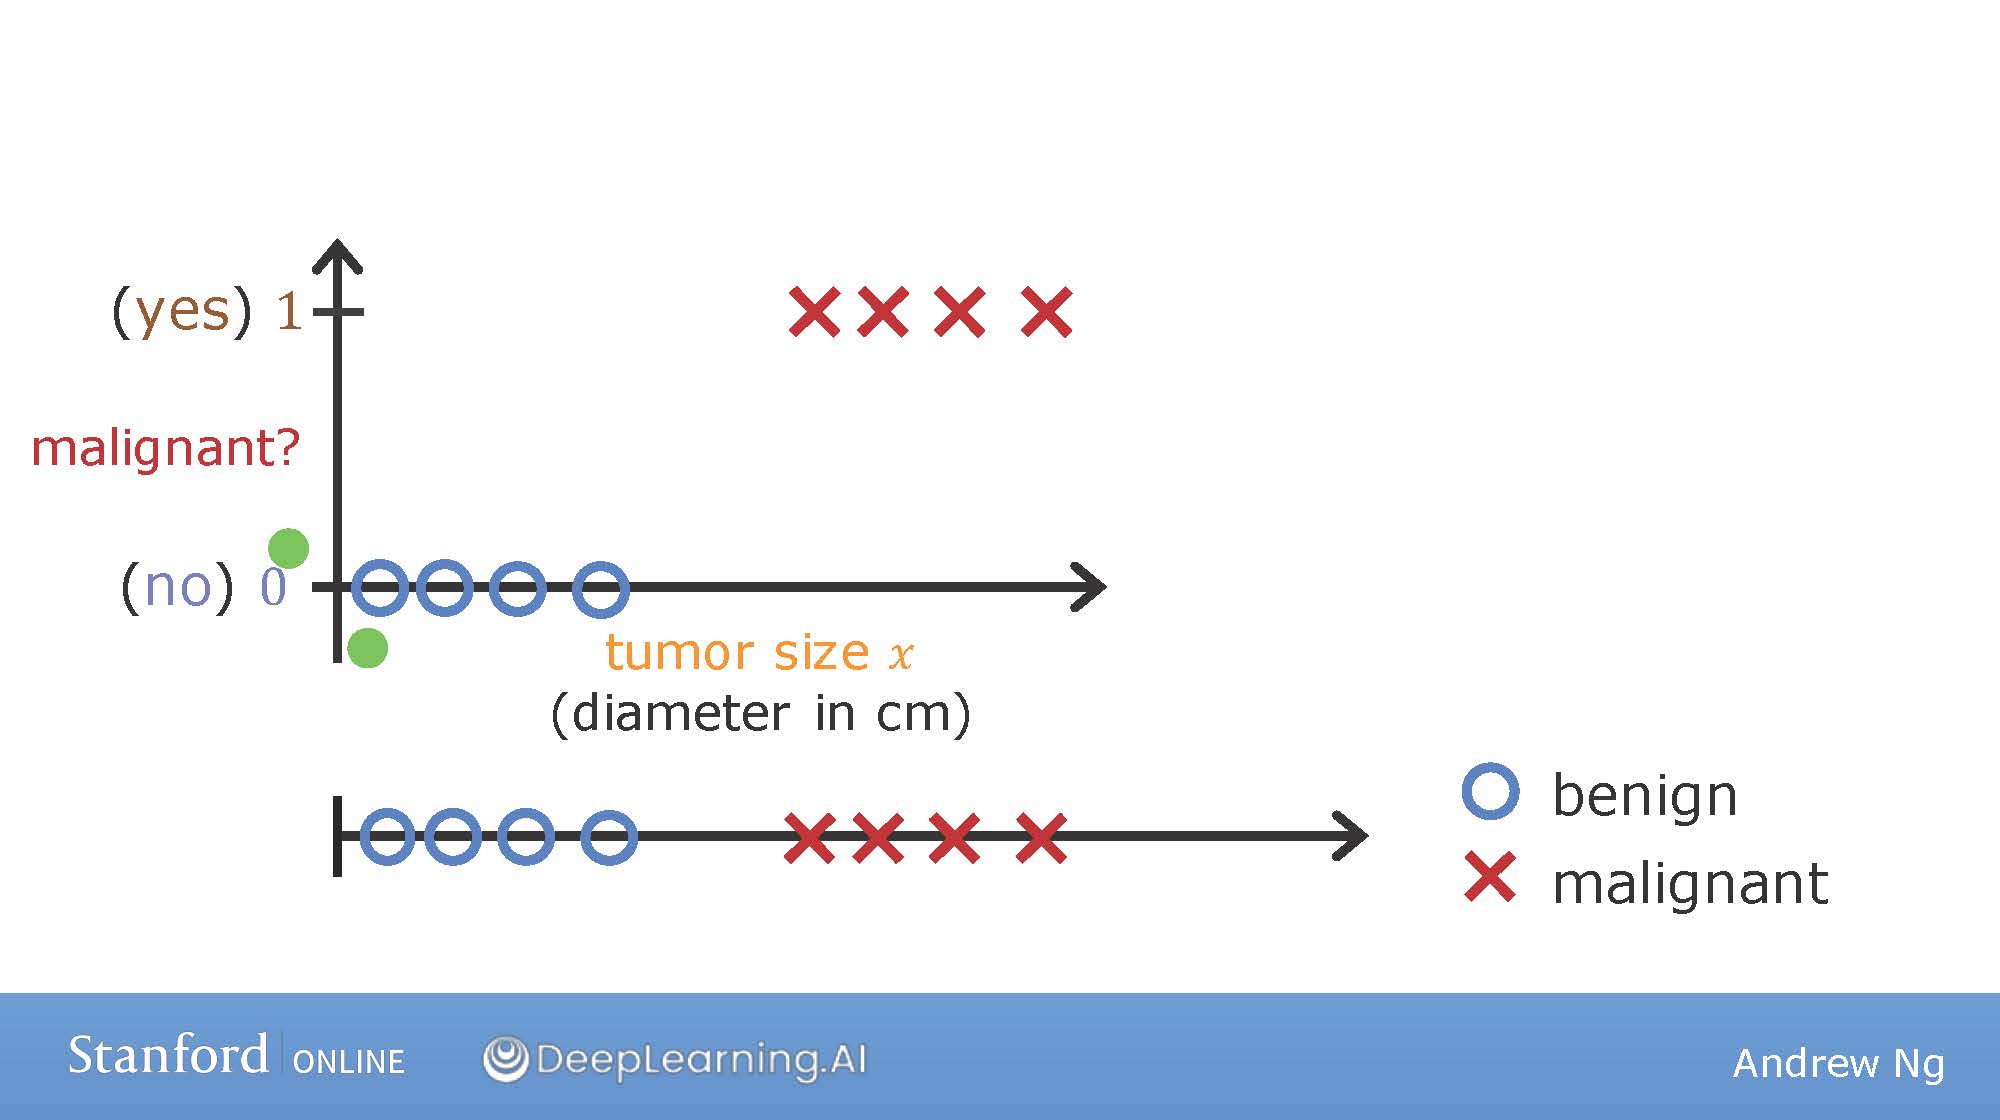 (yes) 1
malignant?
(no) 0
tumor size x
(diameter in cm)
benign
malignant
Stanford ONLINE
DeepLearning.AI
Andrew Ng